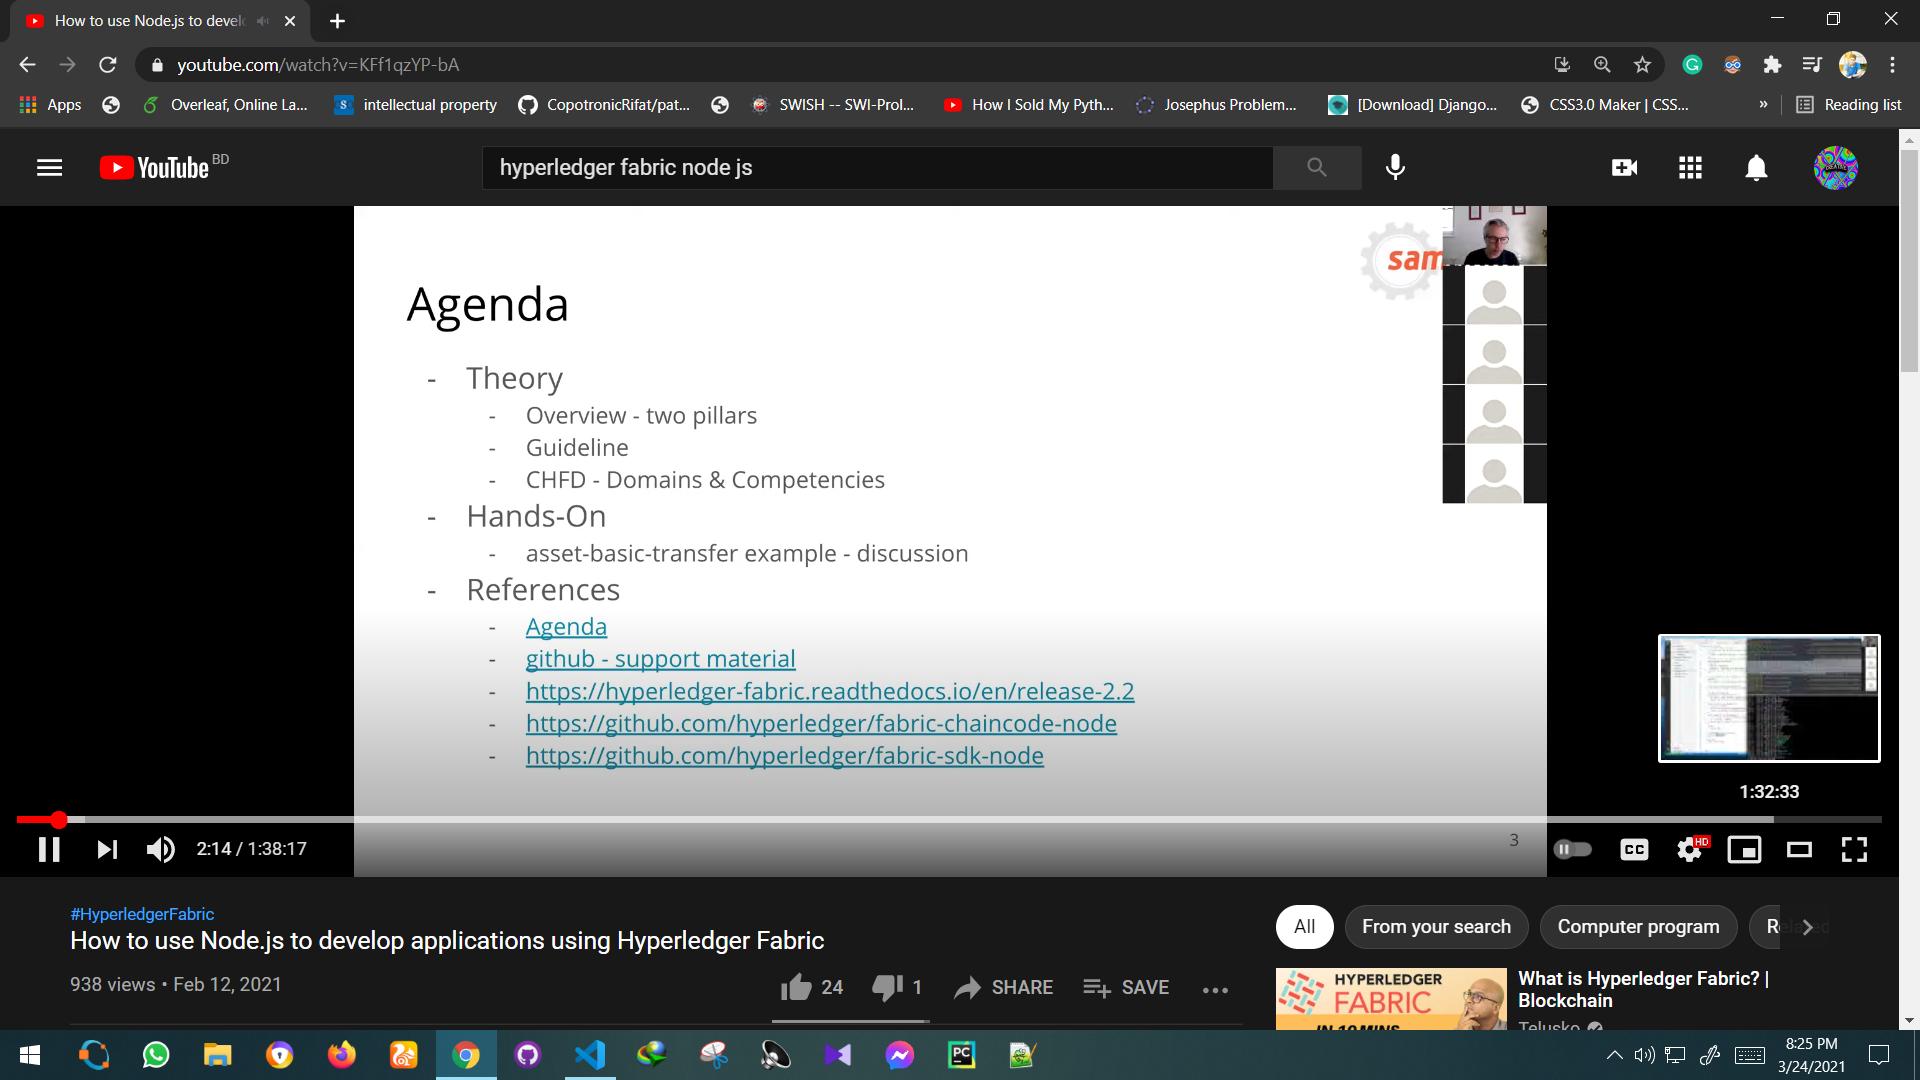 How to use Node.js to devel
youtube.com/watch?v=KFf1qzYP-bA
Apps
Overleaf, Online La...
S
intellectual property
CopotronicRifat/pat...
SWISH -- SWI-Prol...
How I Sold My Pyth...
Josephus Problem...
[Download] Django...
CSS3.0 Maker | CSS...
»
Reading list
YouTube BD
hyperledger fabric node js
sam
Agenda
- Theory
- Overview - two pillars
- Guideline
- CHFD - Domains & Competencies
- Hands-On
- asset-basic-transfer example - discussion
- References
- Agenda
- github - support material
- https://hyperledger-fabric.readthedocs.io/en/release-2.2
- https://github.com/hyperledger/fabric-chaincode-node
- https://github.com/hyperledger/fabric-sdk-node
1:32:33
3
2:14 / 1:38:17
CC
HD
#HyperledgerFabric
How to use Node.js to develop applications using Hyperledger Fabric
938 views • Feb 12, 2021
24
1
SHARE
SAVE
All
From your search
Computer program
Related
HYPERLEDGER
FABRIC
IN 10 MINS
What is Hyperledger Fabric? |
Blockchain
Telusko
PC
8:25 PM
3/24/2021